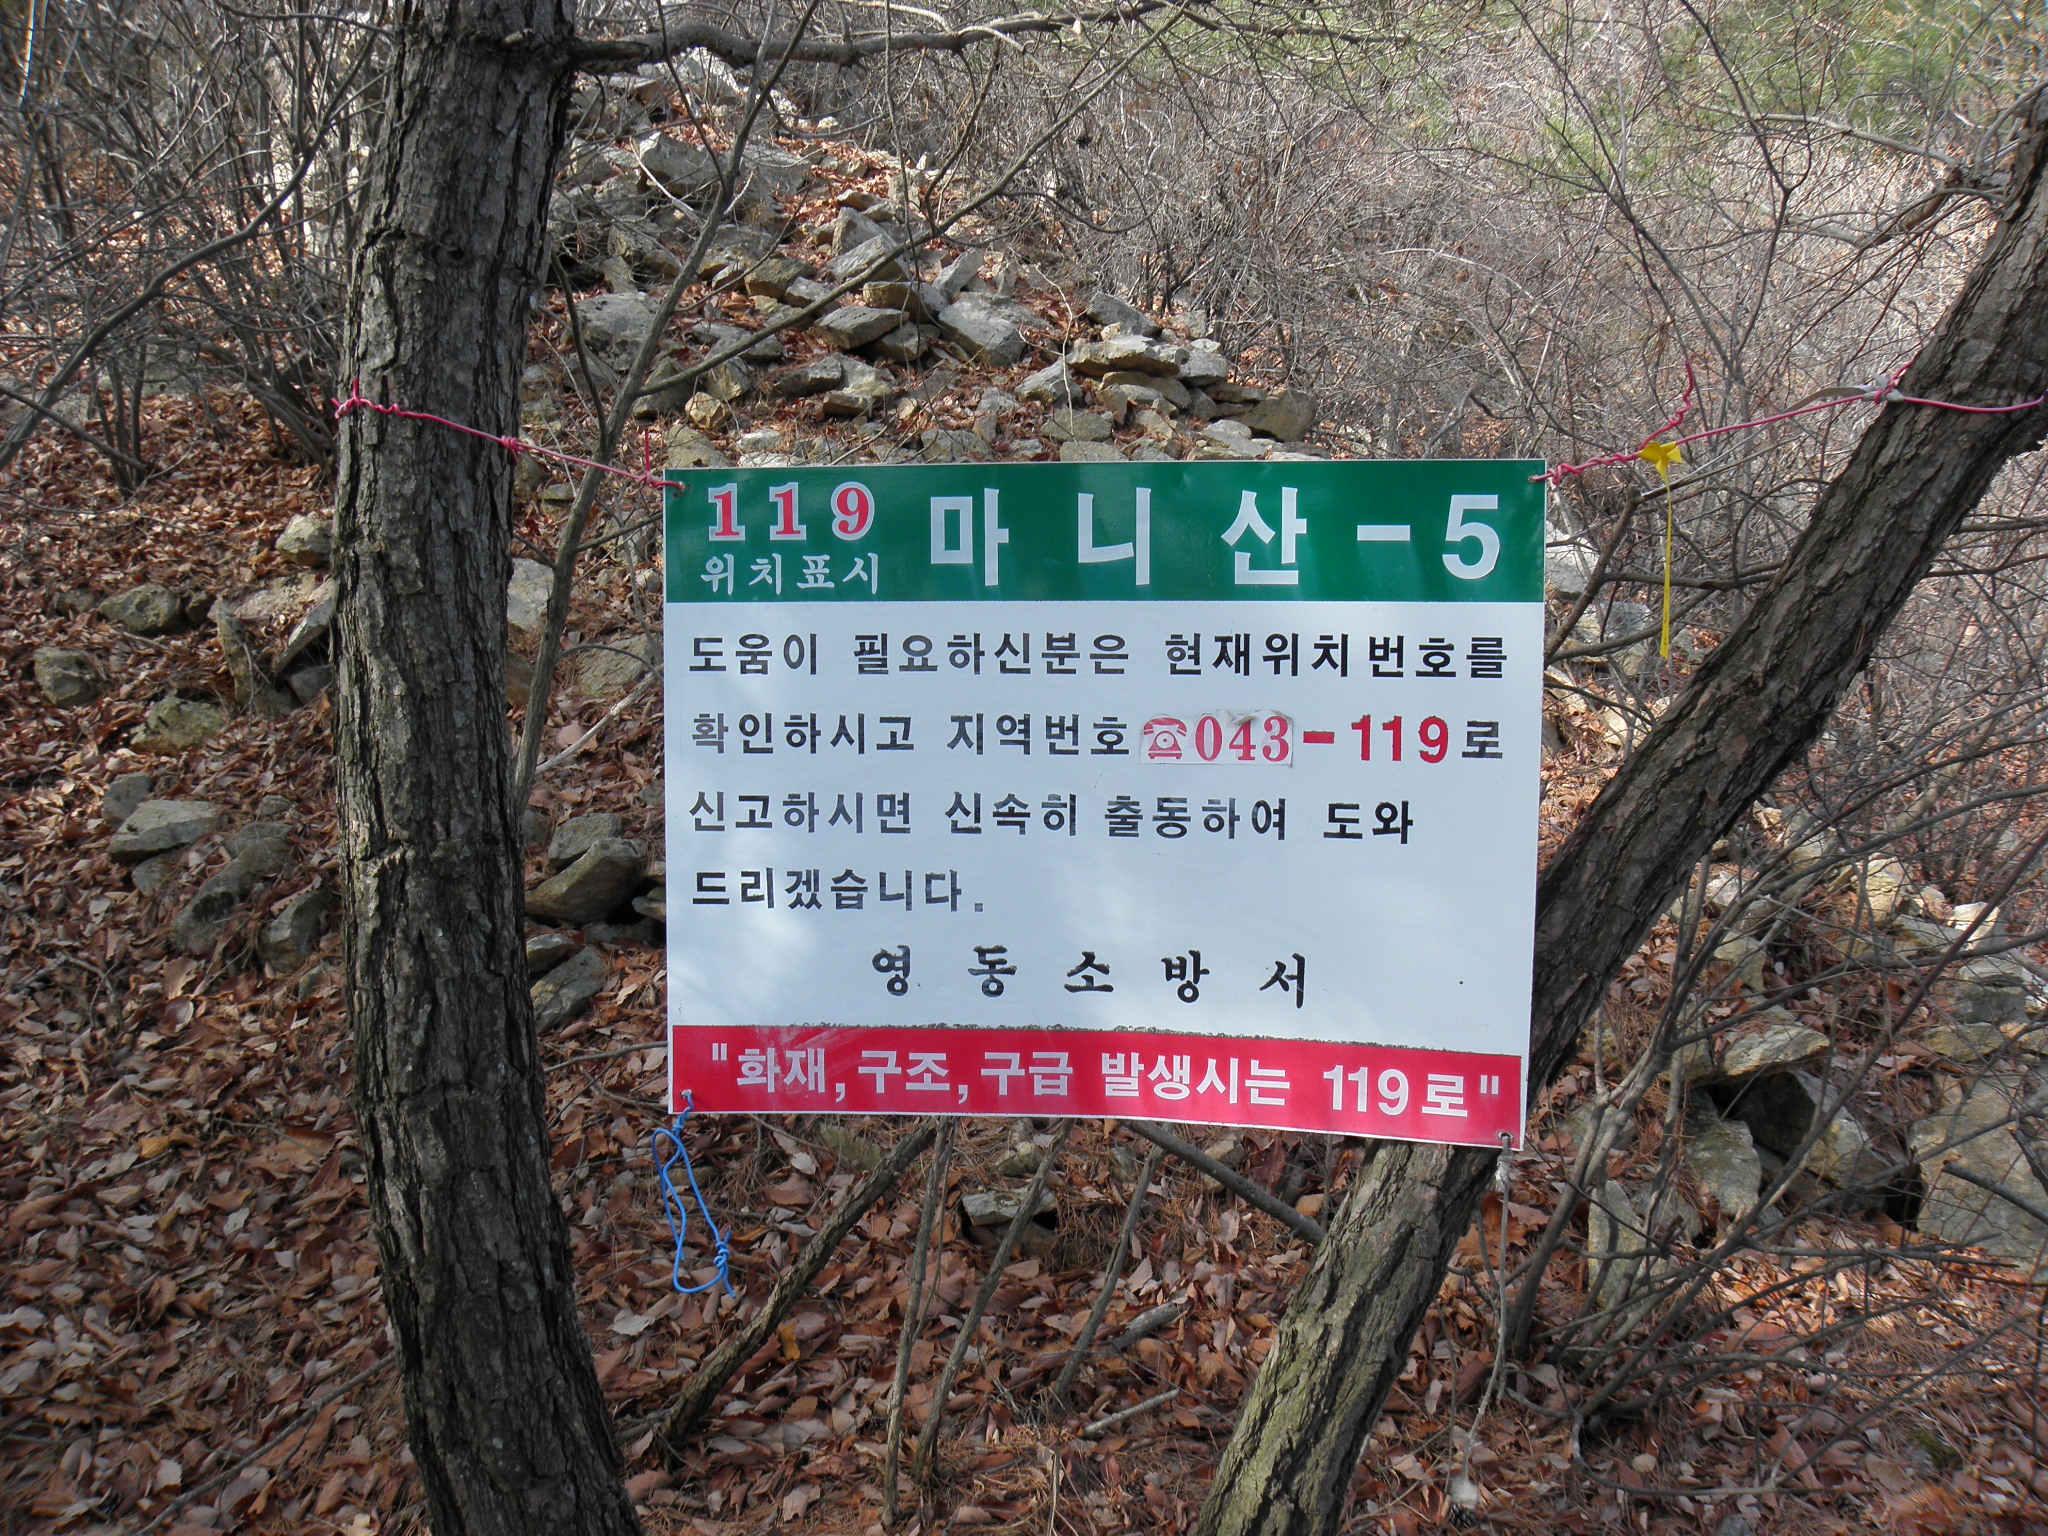 119 마니산-5
위치표시
도움이 필요하신분은 현재위치번호를
확인하시고 지역번호 ☎043-119로
신고하시면 신속히 출동하여 도와
드리겠습니다.
영동소방서
"화재,구조,구급 발생시는 119로"